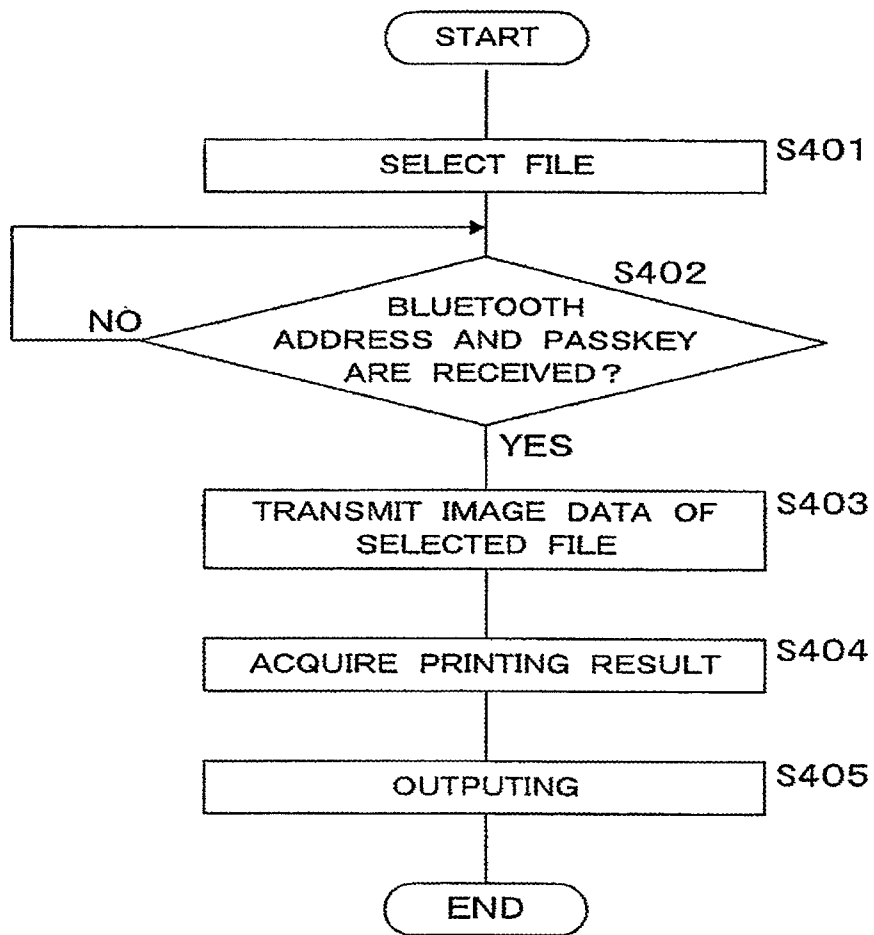 START
S401
SELECT FILE
S402
BLUETOOTH
ADDRESS AND PASSKEY
ARE RECEIVED?
NO
YES
S403
TRANSMIT IMAGE DATA OF
SELECTED FILE
S404
ACQUIRE PRINTING RESULT
S405
OUTPUTING
END